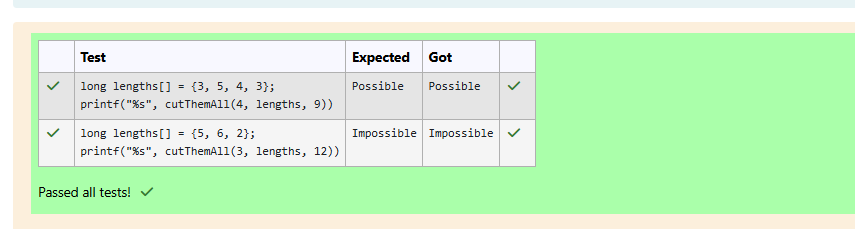 Test Expected Got
long lengths[] = {3, 5, 4, 3}; Possible Possible
printf("%s", cutThemAll(4, lengths, 9))
long lengths[] = {5, 6, 2}; Impossible Impossible
printf("%s", cutThemAll(3, lengths, 12))
Passed all tests!